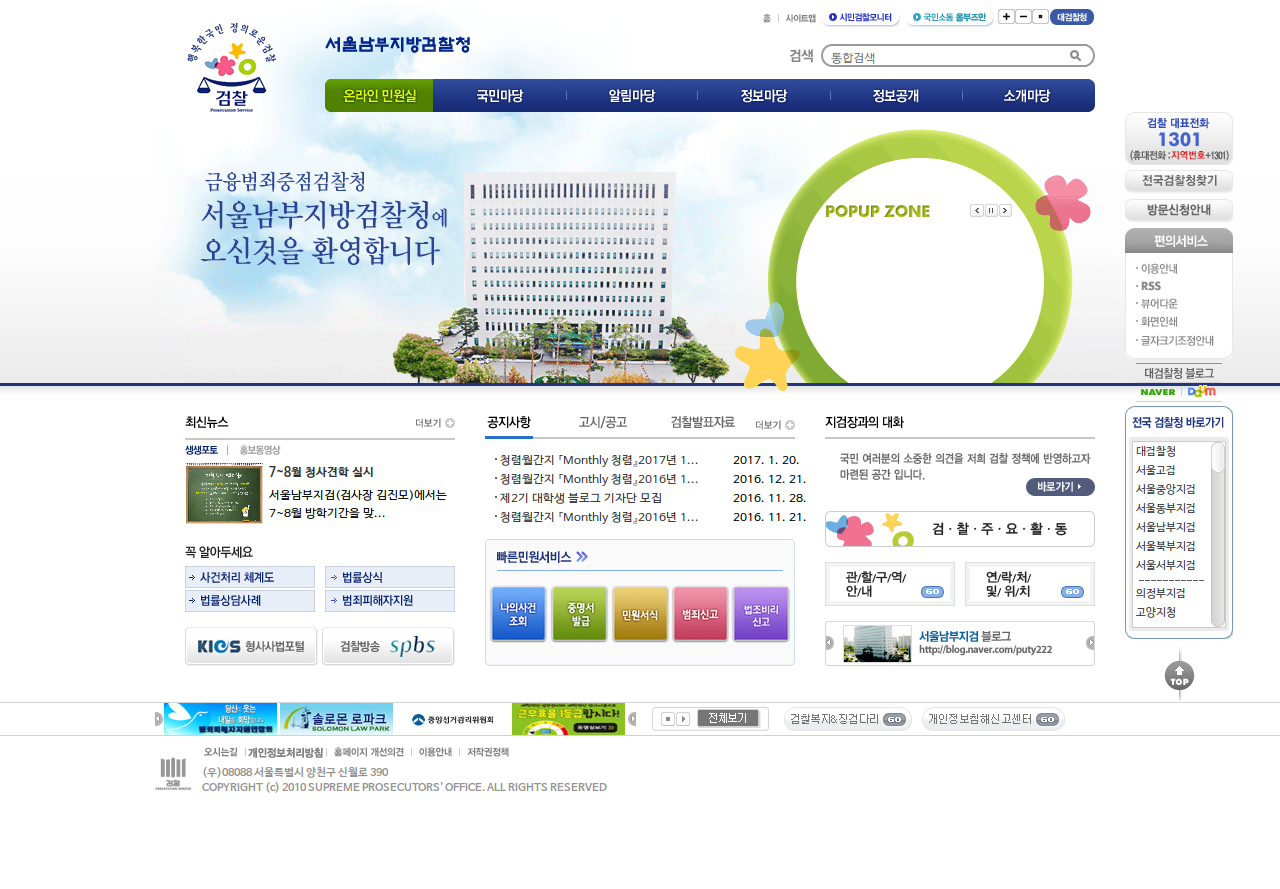 홈 | 사이트맵 시민검찰모니터 국민소통 옴부즈만 대검찰청
행복한국민 정의로운검찰
검찰
Prosecution Service
서울남부지방검찰청
검색 통합검색
온라인 민원실 국민마당 알림마당 정보마당 정보공개 소개마당
금융범죄중점검찰청
서울남부지방검찰청에
오신것을 환영합니다
POPUP ZONE
검찰 대표전화
1301
(휴대전화 : 지역번호+1301)
전국검찰청찾기
방문신청안내
편의서비스
· 이용안내
· RSS
· 뷰어다운
· 화면인쇄
· 글자크기조정안내
대검찰청 블로그
NAVER | Daum
전국 검찰청 바로가기
대검찰청
서울고검
서울중앙지검
서울동부지검
서울남부지검
서울북부지검
서울서부지검
------------
의정부지검
고양지청
TOP
최신뉴스 더보기
생생포토 | 홍보동영상
7~8월 청사견학 실시
서울남부지검(검사장 김진모)에서는
7~8월 방학기간을 맞...
꼭 알아두세요
사건처리 체계도 법률상식
법률상담사례 범죄피해자지원
KICS 형사사법포털 검찰방송 spbs
공지사항 고시/공고 검찰발표자료 더보기
· 청렴월간지 『Monthly 청렴』2017년 1... 2017. 1. 20.
· 청렴월간지 『Monthly 청렴』2016년 1... 2016. 12. 21.
· 제2기 대학생 블로그 기자단 모집 2016. 11. 28.
· 청렴월간지 『Monthly 청렴』2016년 1... 2016. 11. 21.
빠른민원서비스
나의사건 조회 증명서 발급 민원서식 범죄신고 법조비리 신고
지검장과의 대화
국민 여러분의 소중한 의견을 저희 검찰 정책에 반영하고자
마련된 공간 입니다.
바로가기
검·찰·주·요·활·동
관/할/구/역/
안/내 GO
연/락/처/
및/ 위/치 GO
서울남부지검 블로그
http://blog.naver.com/puty222
당신이 웃는
내일을 희망합니다
범죄피해자지원연합회
솔로몬 로파크
SOLOMON LAW PARK
중앙선거관리위원회
근무효율 1등급 합시다!
동영상보기
전체보기
검찰복지&징검다리 GO
개인정보침해신고센터 GO
오시는길 | 개인정보처리방침 | 홈페이지 개선의견 | 이용안내 | 저작권정책
검찰
PROSECUTION SERVICE
(우)08088 서울특별시 양천구 신월로 390
COPYRIGHT (c) 2010 SUPREME PROSECUTORS' OFFICE. ALL RIGHTS RESERVED